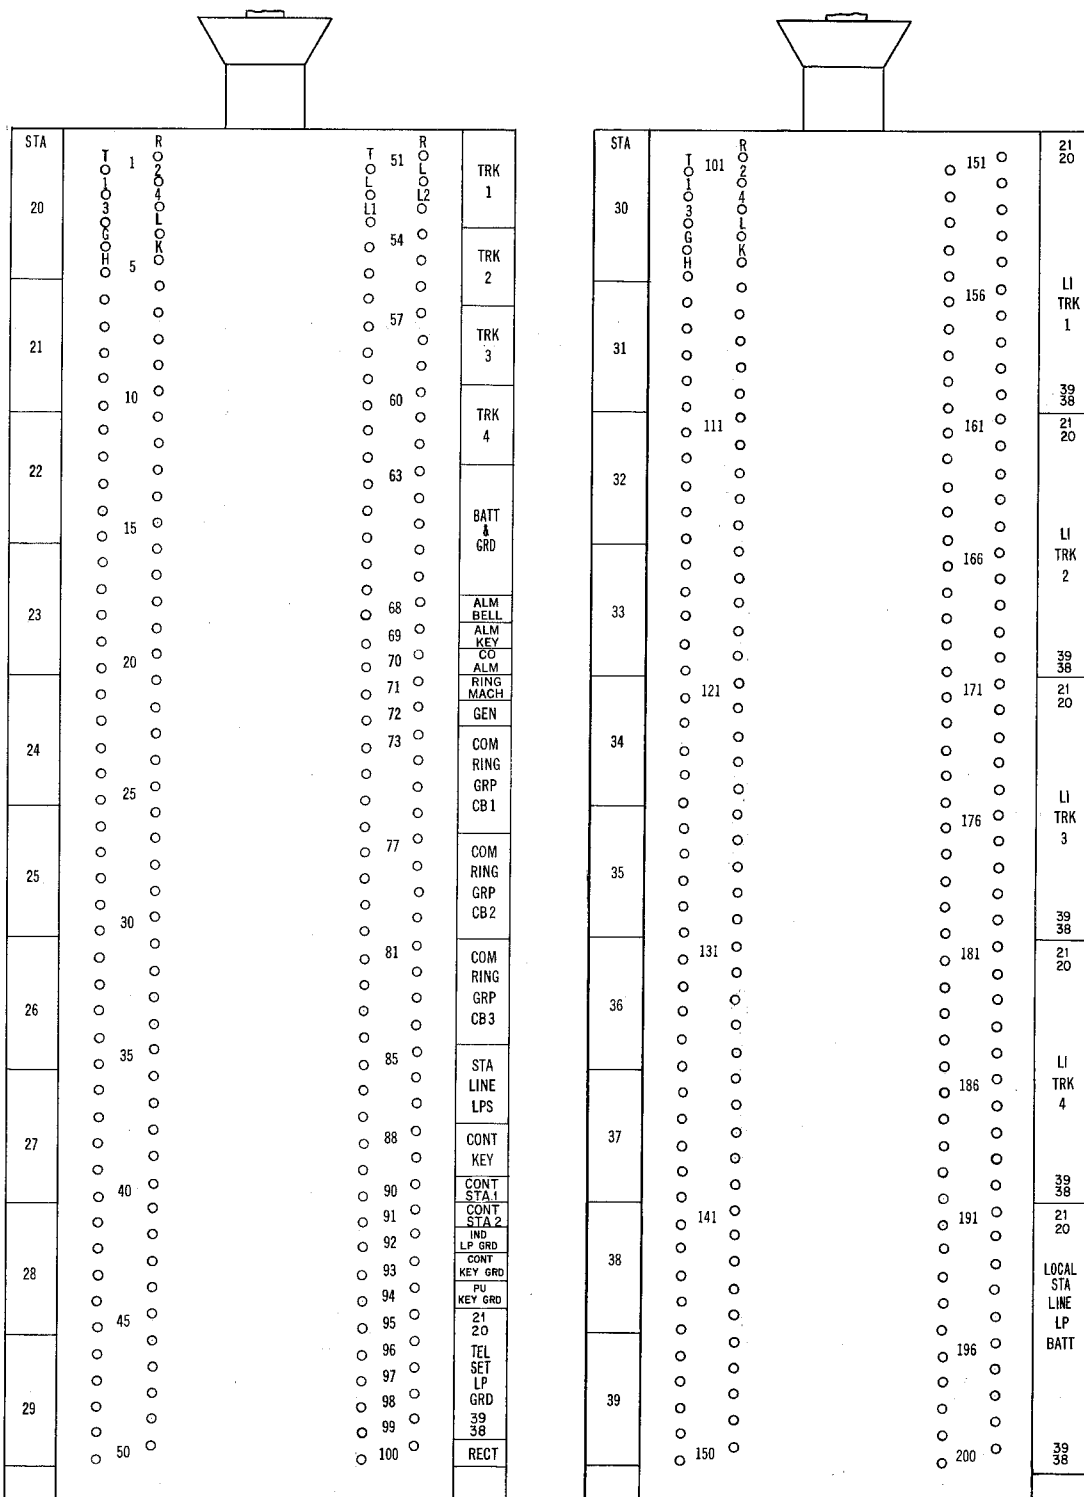 STA
20
21
22
23
24
25
26
27
28
29
T
1
3
G
H
R
2
4
L
K
1
5
10
15
20
25
30
35
40
45
50
T
L
L1
R
L
L2
51
54
57
60
63
68
69
70
71
72
73
77
81
85
88
90
91
92
93
94
95
96
97
98
99
100
TRK
1
TRK
2
TRK
3
TRK
4
BATT
&
GRD
ALM
BELL
ALM
KEY
CO
ALM
RING
MACH
GEN
COM
RING
GRP
CB1
COM
RING
GRP
CB2
COM
RING
GRP
CB3
STA
LINE
LPS
CONT
KEY
CONT
STA.1
CONT
STA 2
IND
LP GRD
CONT
KEY GRD
PU
KEY GRD
21
20
TEL
SET
LP
GRD
39
38
RECT
STA
30
31
32
33
34
35
36
37
38
39
T
1
3
G
H
R
2
4
L
K
101
111
121
131
141
150
151
156
161
166
171
176
181
186
191
196
200
21
20
LI
TRK
1
39
38
21
20
LI
TRK
2
39
38
21
20
LI
TRK
3
39
38
21
20
LI
TRK
4
39
38
21
20
LOCAL
STA
LINE
LP
BATT
39
38